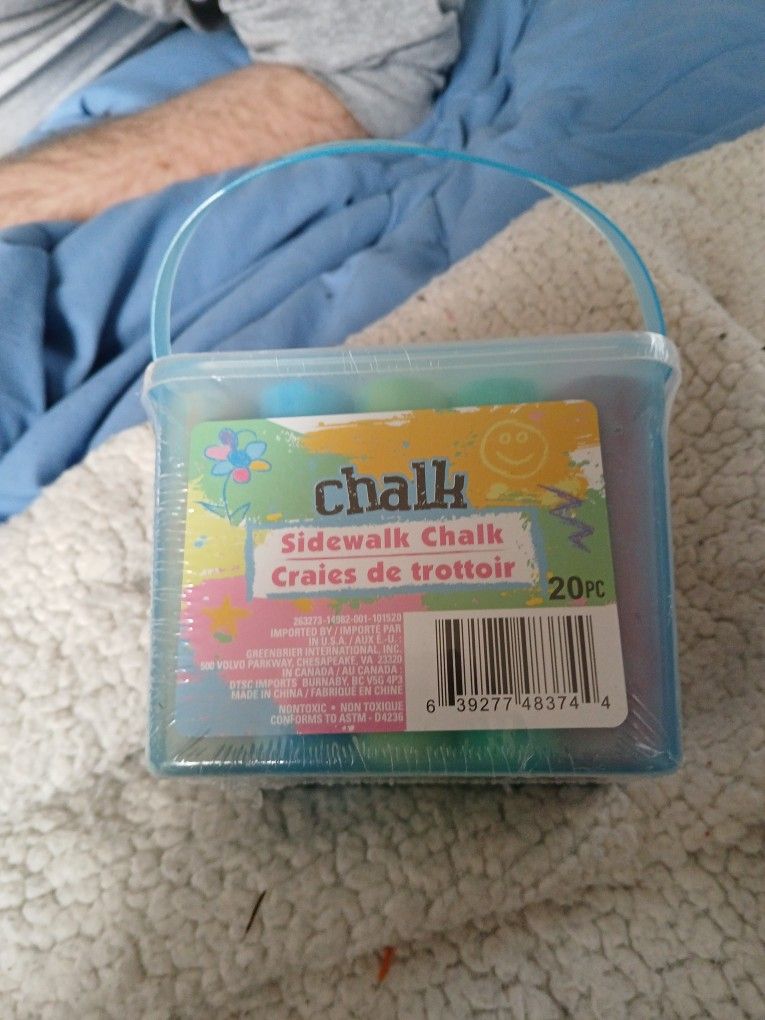 chalk
Sidewalk Chalk
Craies de trottoir
20PC
263273-14982-001-101520
IMPORTED BY / IMPORTÉ PAR
IN U.S.A. / AUX É.-U. :
GREENBRIER INTERNATIONAL, INC.
500 VOLVO PARKWAY, CHESAPEAKE, VA 23320
IN CANADA / AU CANADA :
DTSC IMPORTS BURNABY, BC V5G 4P3
MADE IN CHINA / FABRIQUÉ EN CHINE
NONTOXIC • NON TOXIQUE
CONFORMS TO ASTM - D4236
6 39277 48374 4